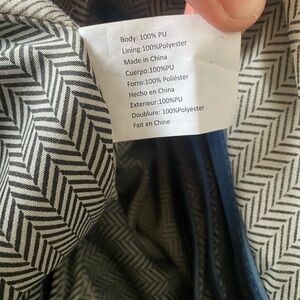 Body: 100% PU
Lining:100%Polyester
Made in China
Cuerpo:100%PU
Forro:100% Poliéster
Hecho en China
Exterieur:100%PU
Doublure: 100%Polyester
Fait en Chine